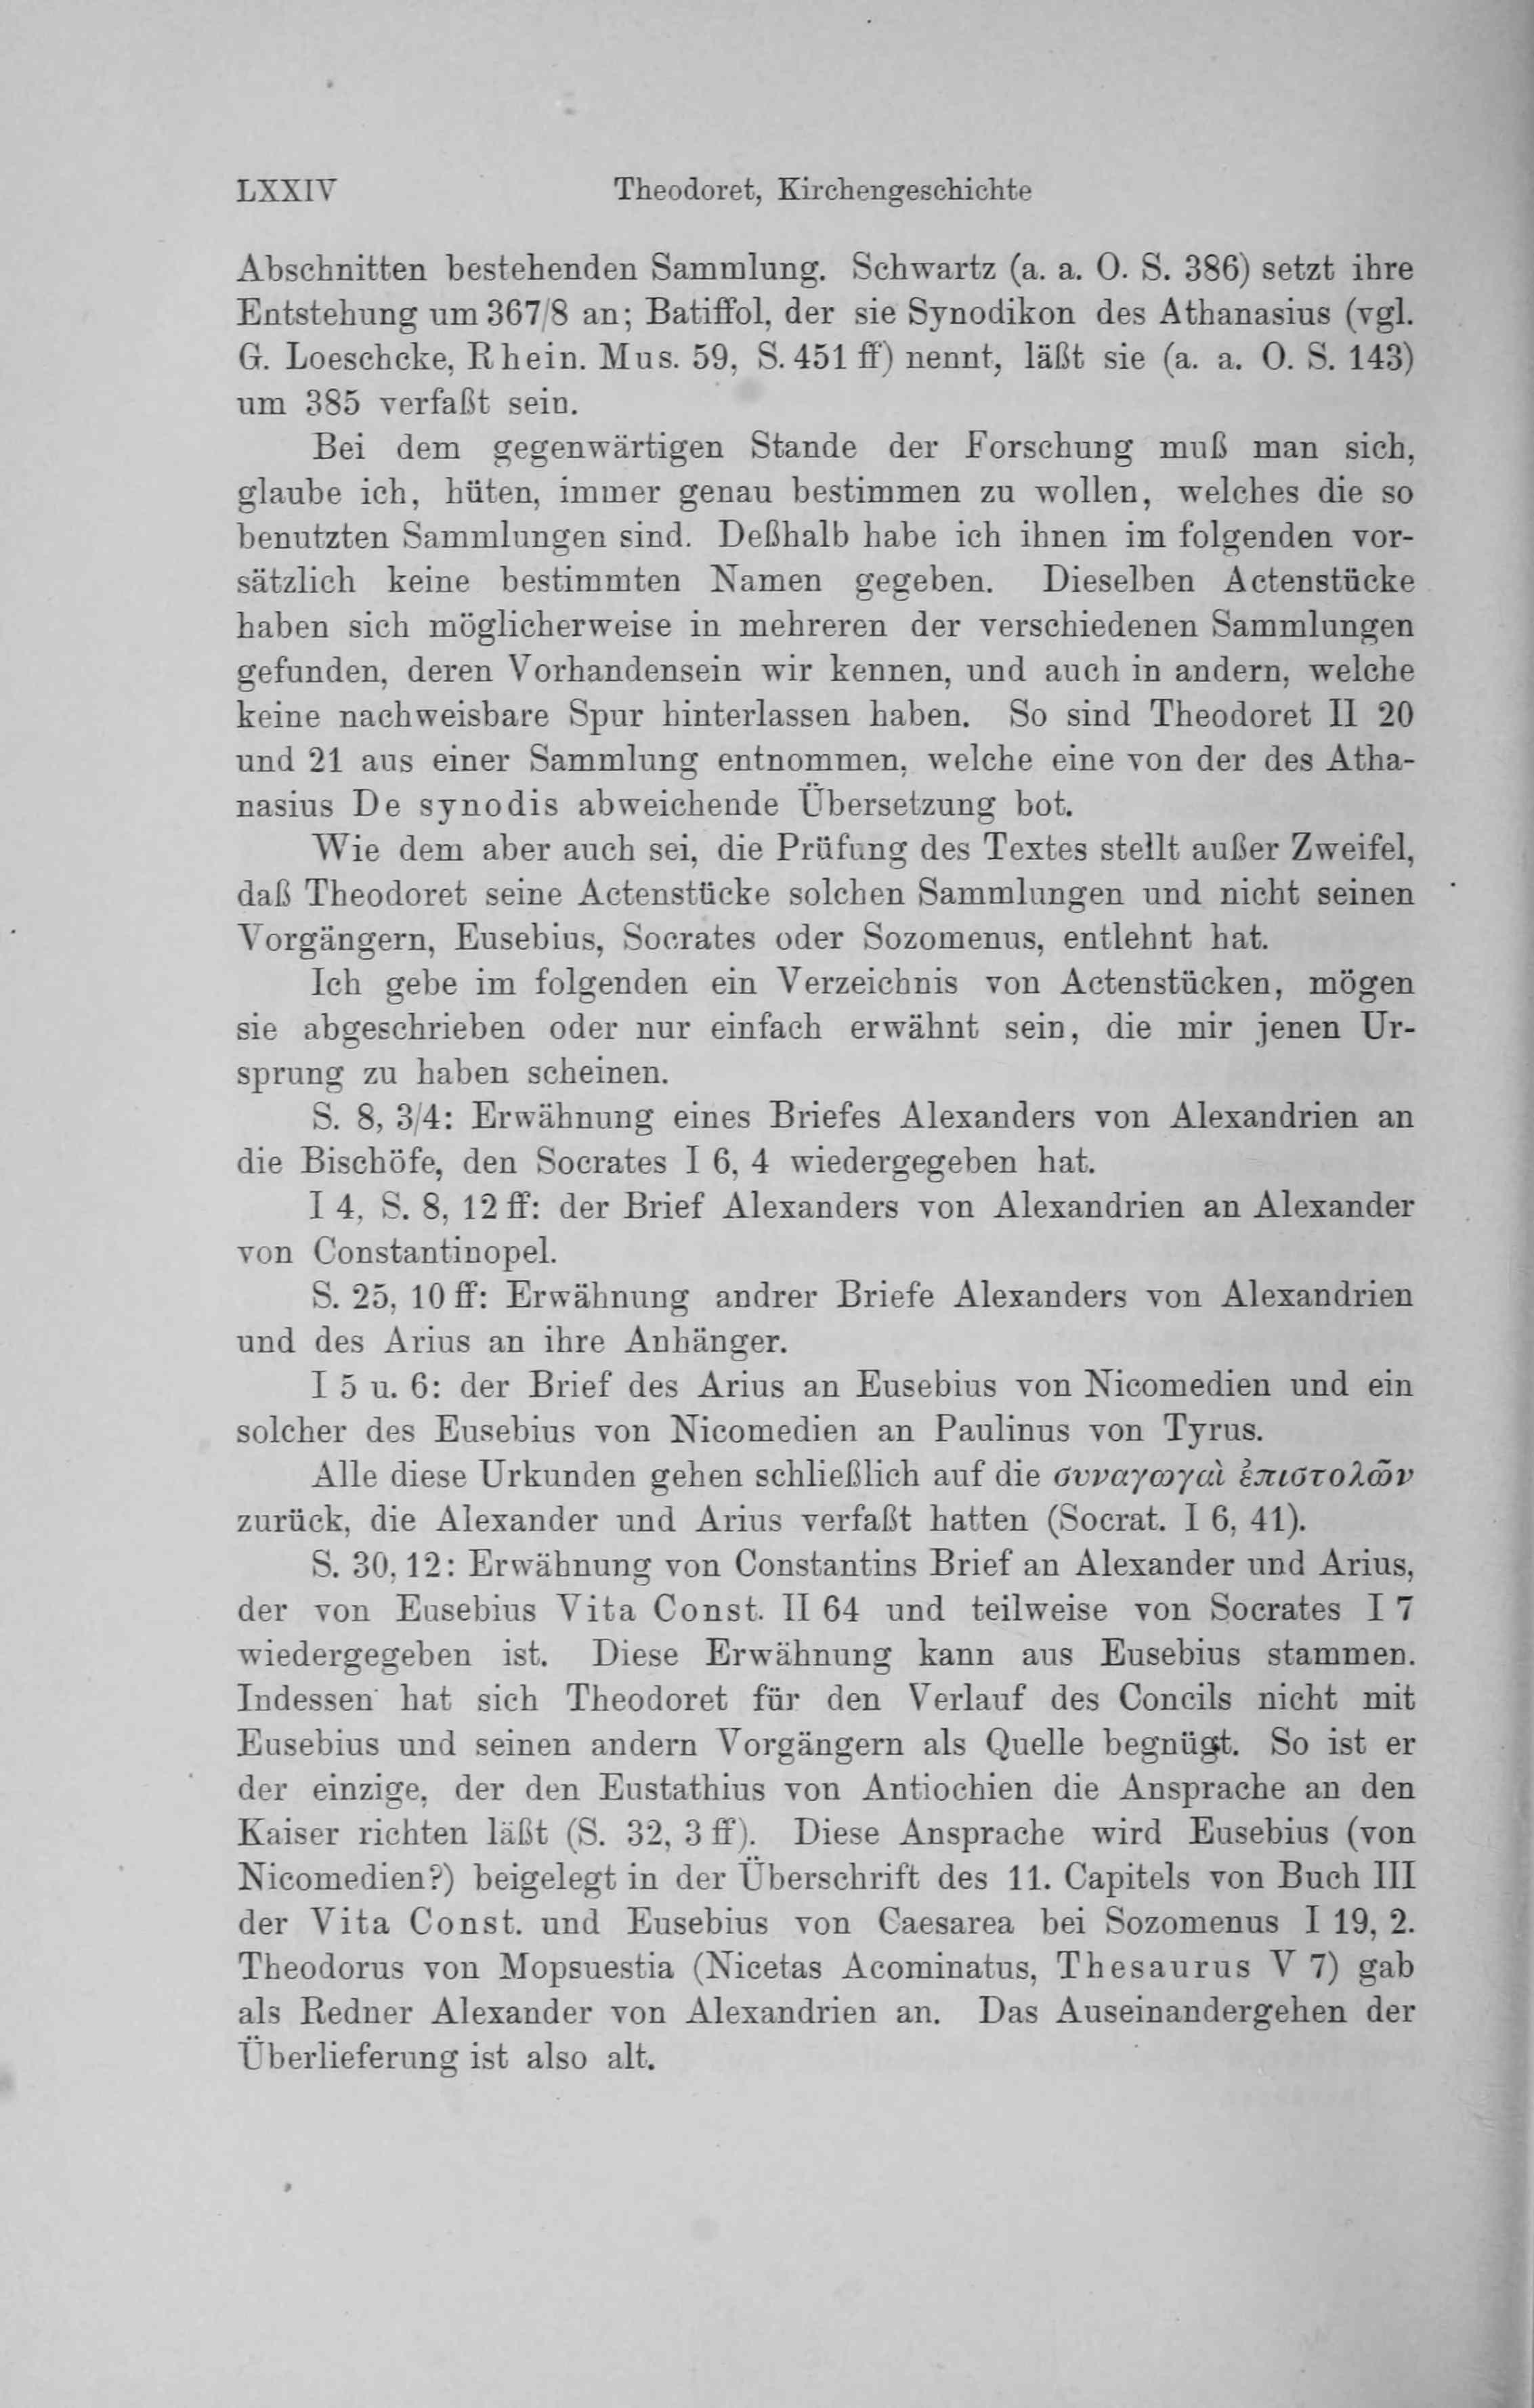 LXXIV Theodoret, Kirchengeschichte
Abschnitten bestehenden Sammlung. Schwartz (a. a. O. S. 386) setzt ihre
Entstehung um 367/8 an; Batiffol, der sie Synodikon des Athanasius (vgl.
G. Loeschcke, Rhein. Mus. 59, S. 451 ff) nennt, läßt sie (a. a. O. S. 143)
um 385 verfaßt sein.
Bei dem gegenwärtigen Stande der Forschung muß man sich,
glaube ich, hüten, immer genau bestimmen zu wollen, welches die so
benutzten Sammlungen sind. Deßhalb habe ich ihnen im folgenden vor-
sätzlich keine bestimmten Namen gegeben. Dieselben Actenstücke
haben sich möglicherweise in mehreren der verschiedenen Sammlungen
gefunden, deren Vorhandensein wir kennen, und auch in andern, welche
keine nachweisbare Spur hinterlassen haben. So sind Theodoret II 20
und 21 aus einer Sammlung entnommen, welche eine von der des Atha-
nasius De synodis abweichende Übersetzung bot.
Wie dem aber auch sei, die Prüfung des Textes stellt außer Zweifel,
daß Theodoret seine Actenstücke solchen Sammlungen und nicht seinen
Vorgängern, Eusebius, Socrates oder Sozomenus, entlehnt hat.
Ich gebe im folgenden ein Verzeichnis von Actenstücken, mögen
sie abgeschrieben oder nur einfach erwähnt sein, die mir jenen Ur-
sprung zu haben scheinen.
S. 8, 3/4: Erwähnung eines Briefes Alexanders von Alexandrien an
die Bischöfe, den Socrates I 6, 4 wiedergegeben hat.
I 4, S. 8, 12 ff: der Brief Alexanders von Alexandrien an Alexander
von Constantinopel.
S. 25, 10 ff: Erwähnung andrer Briefe Alexanders von Alexandrien
und des Arius an ihre Anhänger.
I 5 u. 6: der Brief des Arius an Eusebius von Nicomedien und ein
solcher des Eusebius von Nicomedien an Paulinus von Tyrus.
Alle diese Urkunden gehen schließlich auf die συναγωγαὶ ἐπιστολῶν
zurück, die Alexander und Arius verfaßt hatten (Socrat. I 6, 41).
S. 30, 12: Erwähnung von Constantins Brief an Alexander und Arius,
der von Eusebius Vita Const. II 64 und teilweise von Socrates I 7
wiedergegeben ist. Diese Erwähnung kann aus Eusebius stammen.
Indessen hat sich Theodoret für den Verlauf des Concils nicht mit
Eusebius und seinen andern Vorgängern als Quelle begnügt. So ist er
der einzige, der den Eustathius von Antiochien die Ansprache an den
Kaiser richten läßt (S. 32, 3 ff). Diese Ansprache wird Eusebius (von
Nicomedien?) beigelegt in der Überschrift des 11. Capitels von Buch III
der Vita Const. und Eusebius von Caesarea bei Sozomenus I 19, 2.
Theodorus von Mopsuestia (Nicetas Acominatus, Thesaurus V 7) gab
als Redner Alexander von Alexandrien an. Das Auseinandergehen der
Überlieferung ist also alt.